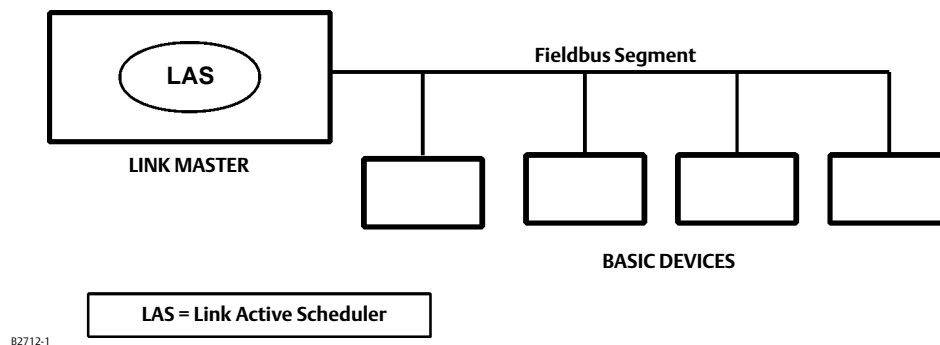 LAS
Fieldbus Segment
LINK MASTER
BASIC DEVICES
LAS = Link Active Scheduler
B2712-1